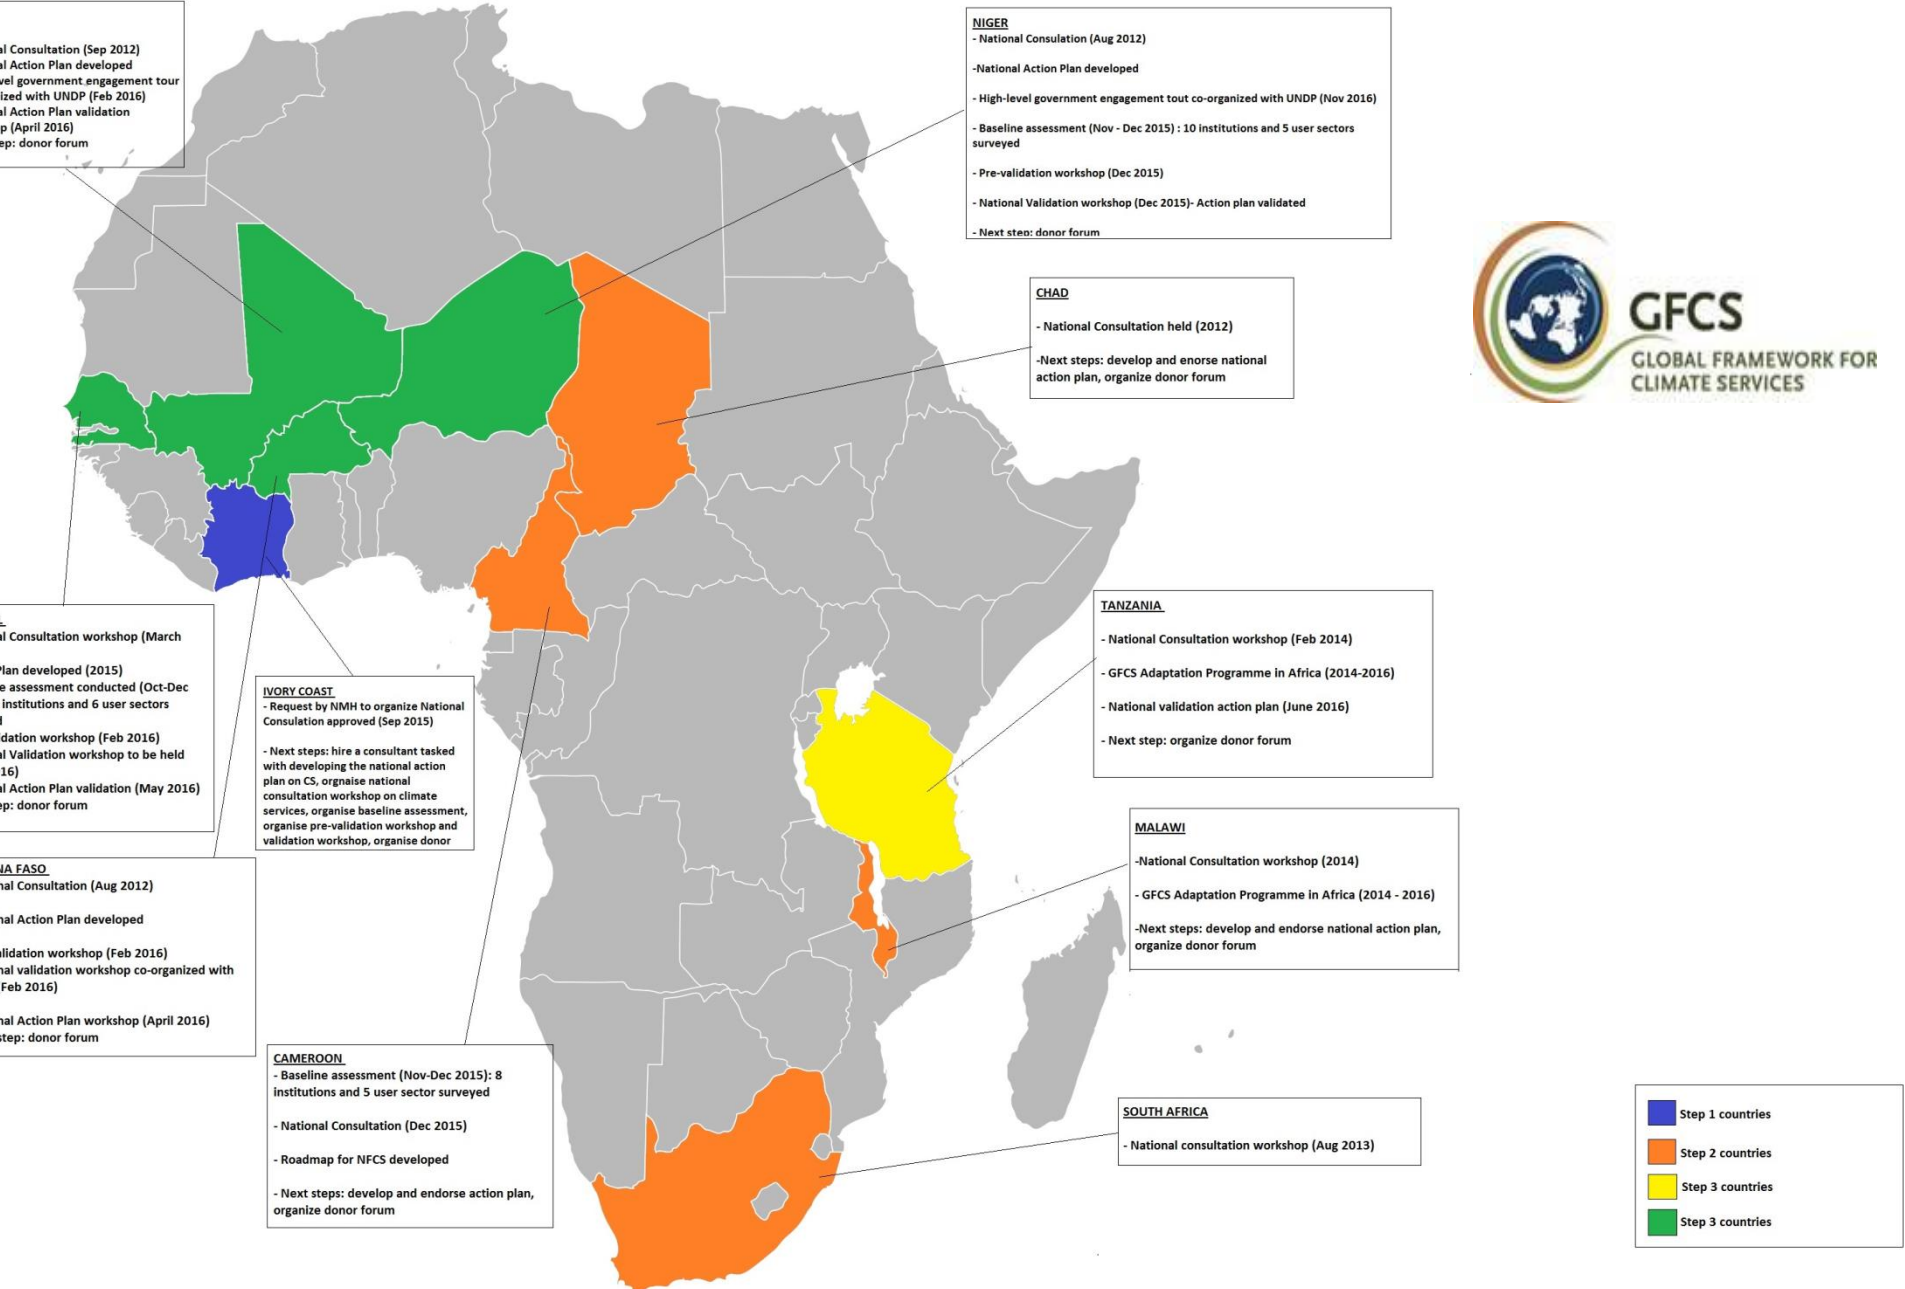 al Consultation (Sep 2012)
al Action Plan developed
vel government engagement tour
ized with UNDP (Feb 2016)
al Action Plan validation
p (April 2016)
ep: donor forum
NIGER
- National Consulation (Aug 2012)
-National Action Plan developed
- High-level government engagement tout co-organized with UNDP (Nov 2016)
- Baseline assessment (Nov - Dec 2015) : 10 institutions and 5 user sectors
surveyed
- Pre-validation workshop (Dec 2015)
- National Validation workshop (Dec 2015)- Action plan validated
- Next step: donor forum
CHAD
- National Consultation held (2012)
-Next steps: develop and enorse national
action plan, organize donor forum
GFCS
GLOBAL FRAMEWORK FOR
CLIMATE SERVICES
al Consultation workshop (March
Plan developed (2015)
e assessment conducted (Oct-Dec
institutions and 6 user sectors
d
idation workshop (Feb 2016)
al Validation workshop to be held
16)
al Action Plan validation (May 2016)
ep: donor forum
IVORY COAST
- Request by NMH to organize National
Consulation approved (Sep 2015)
- Next steps: hire a consultant tasked
with developing the national action
plan on CS, orgnaise national
consultation workshop on climate
services, organise baseline assessment,
organise pre-validation workshop and
validation workshop, organise donor
TANZANIA
- National Consultation workshop (Feb 2014)
- GFCS Adaptation Programme in Africa (2014-2016)
- National validation action plan (June 2016)
- Next step: organize donor forum
MALAWI
-National Consultation workshop (2014)
- GFCS Adaptation Programme in Africa (2014 - 2016)
-Next steps: develop and endorse national action plan,
organize donor forum
NA FASO
nal Consultation (Aug 2012)
nal Action Plan developed
alidation workshop (Feb 2016)
nal validation workshop co-organized with
(Feb 2016)
nal Action Plan workshop (April 2016)
step: donor forum
CAMEROON
- Baseline assessment (Nov-Dec 2015): 8
institutions and 5 user sector surveyed
- National Consultation (Dec 2015)
- Roadmap for NFCS developed
- Next steps: develop and endorse action plan,
organize donor forum
SOUTH AFRICA
- National consultation workshop (Aug 2013)
Step 1 countries
Step 2 countries
Step 3 countries
Step 3 countries